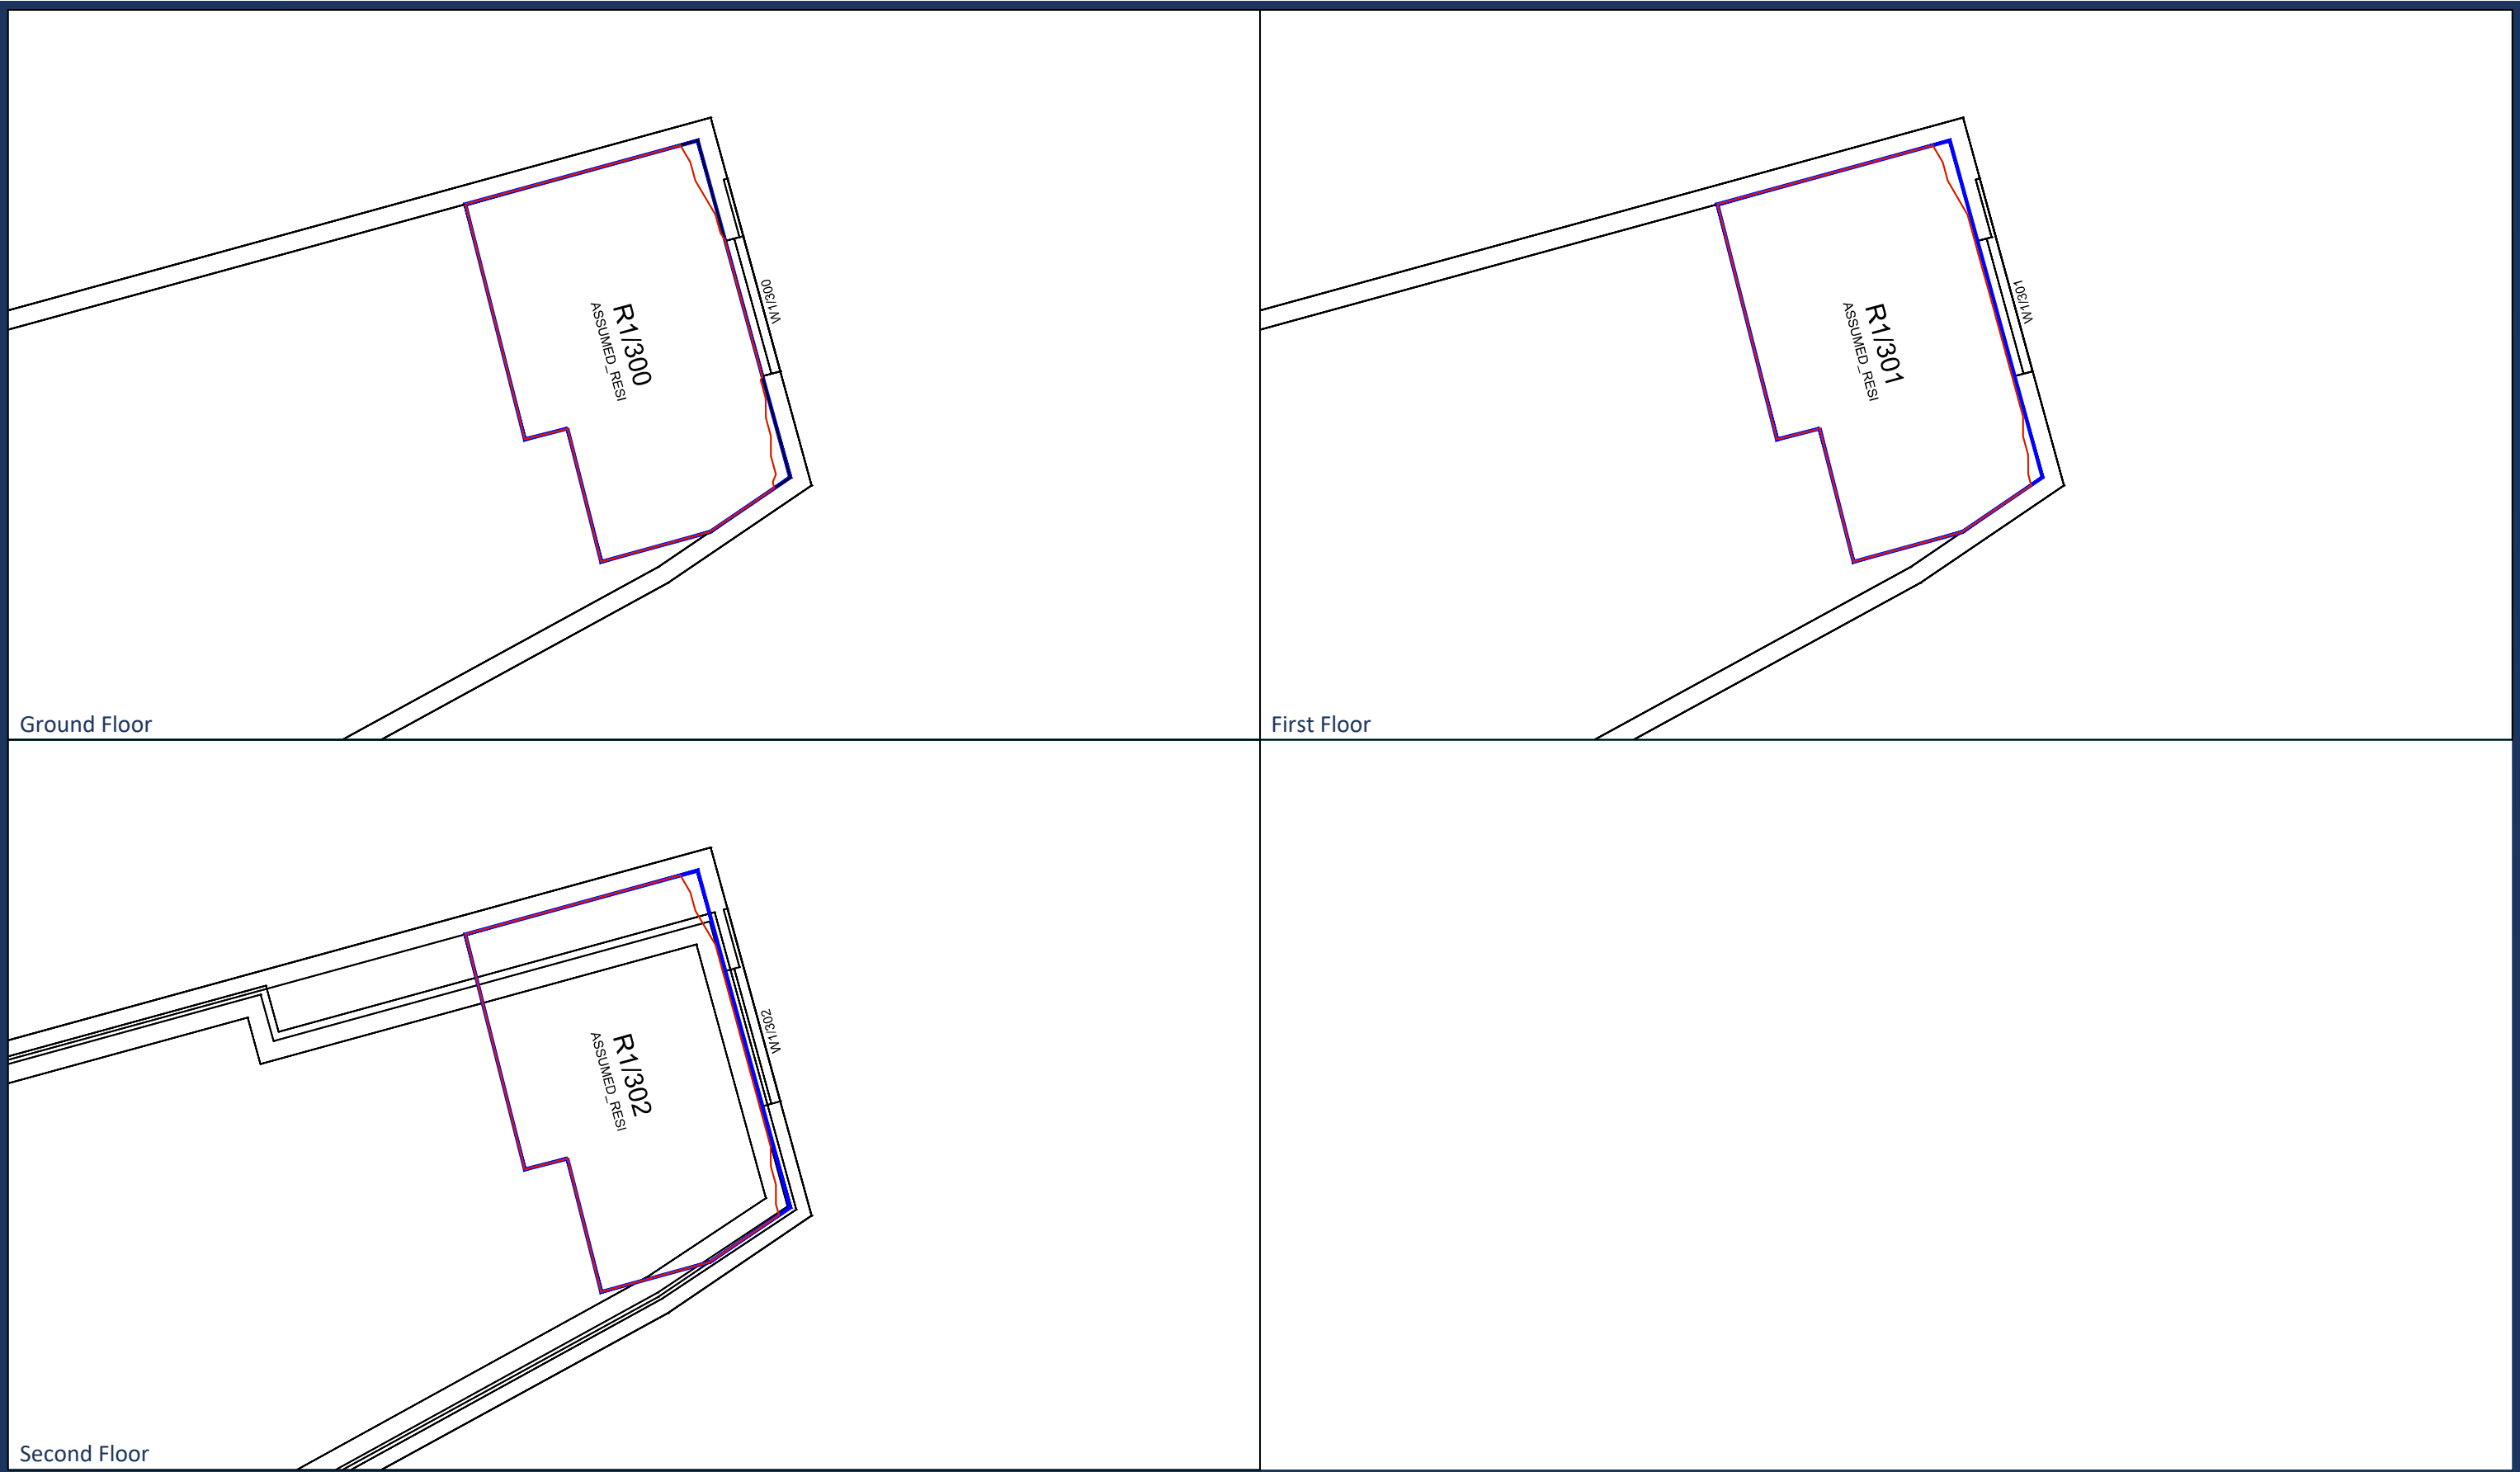 R1/300
ASSUMED_RESI
W1/300
Ground Floor
R1/301
ASSUMED_RESI
W1/301
First Floor
R1/302
ASSUMED_RESI
W1/302
Second Floor